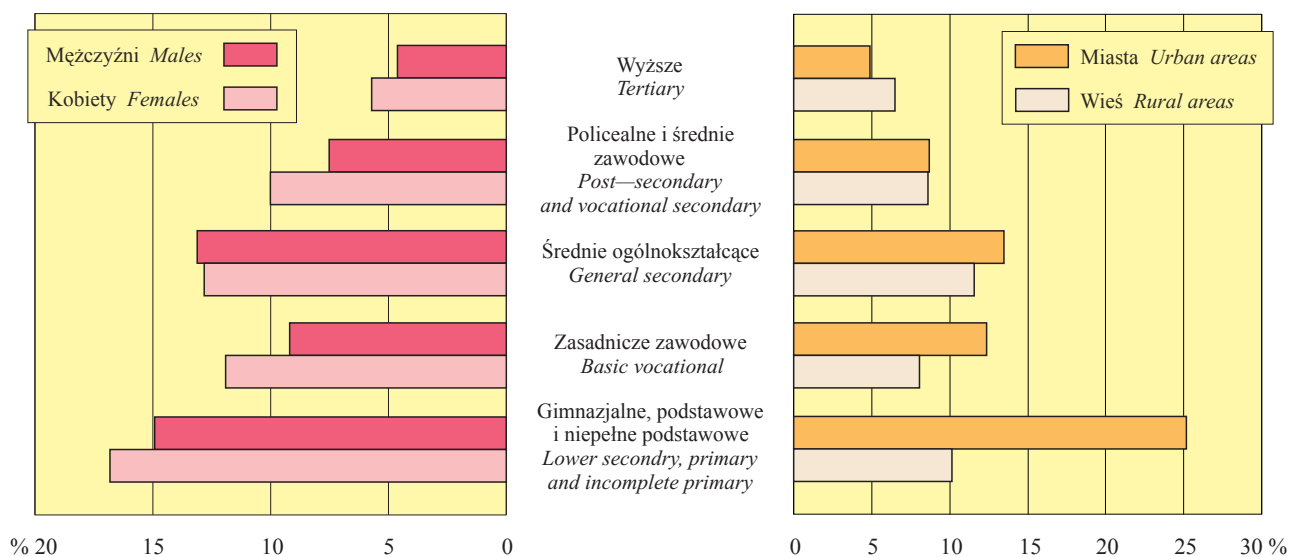 Mężczyźni Males
Kobiety Females
Wyższe
Tertiary
Policealne i średnie
zawodowe
Post—secondary
and vocational secondary
Średnie ogólnokształcące
General secondary
Zasadnicze zawodowe
Basic vocational
Gimnazjalne, podstawowe
i niepełne podstawowe
Lower secondry, primary
and incomplete primary
Miasta Urban areas
Wieś Rural areas
% 20 15 10 5 0
0 5 10 15 20 25 30 %